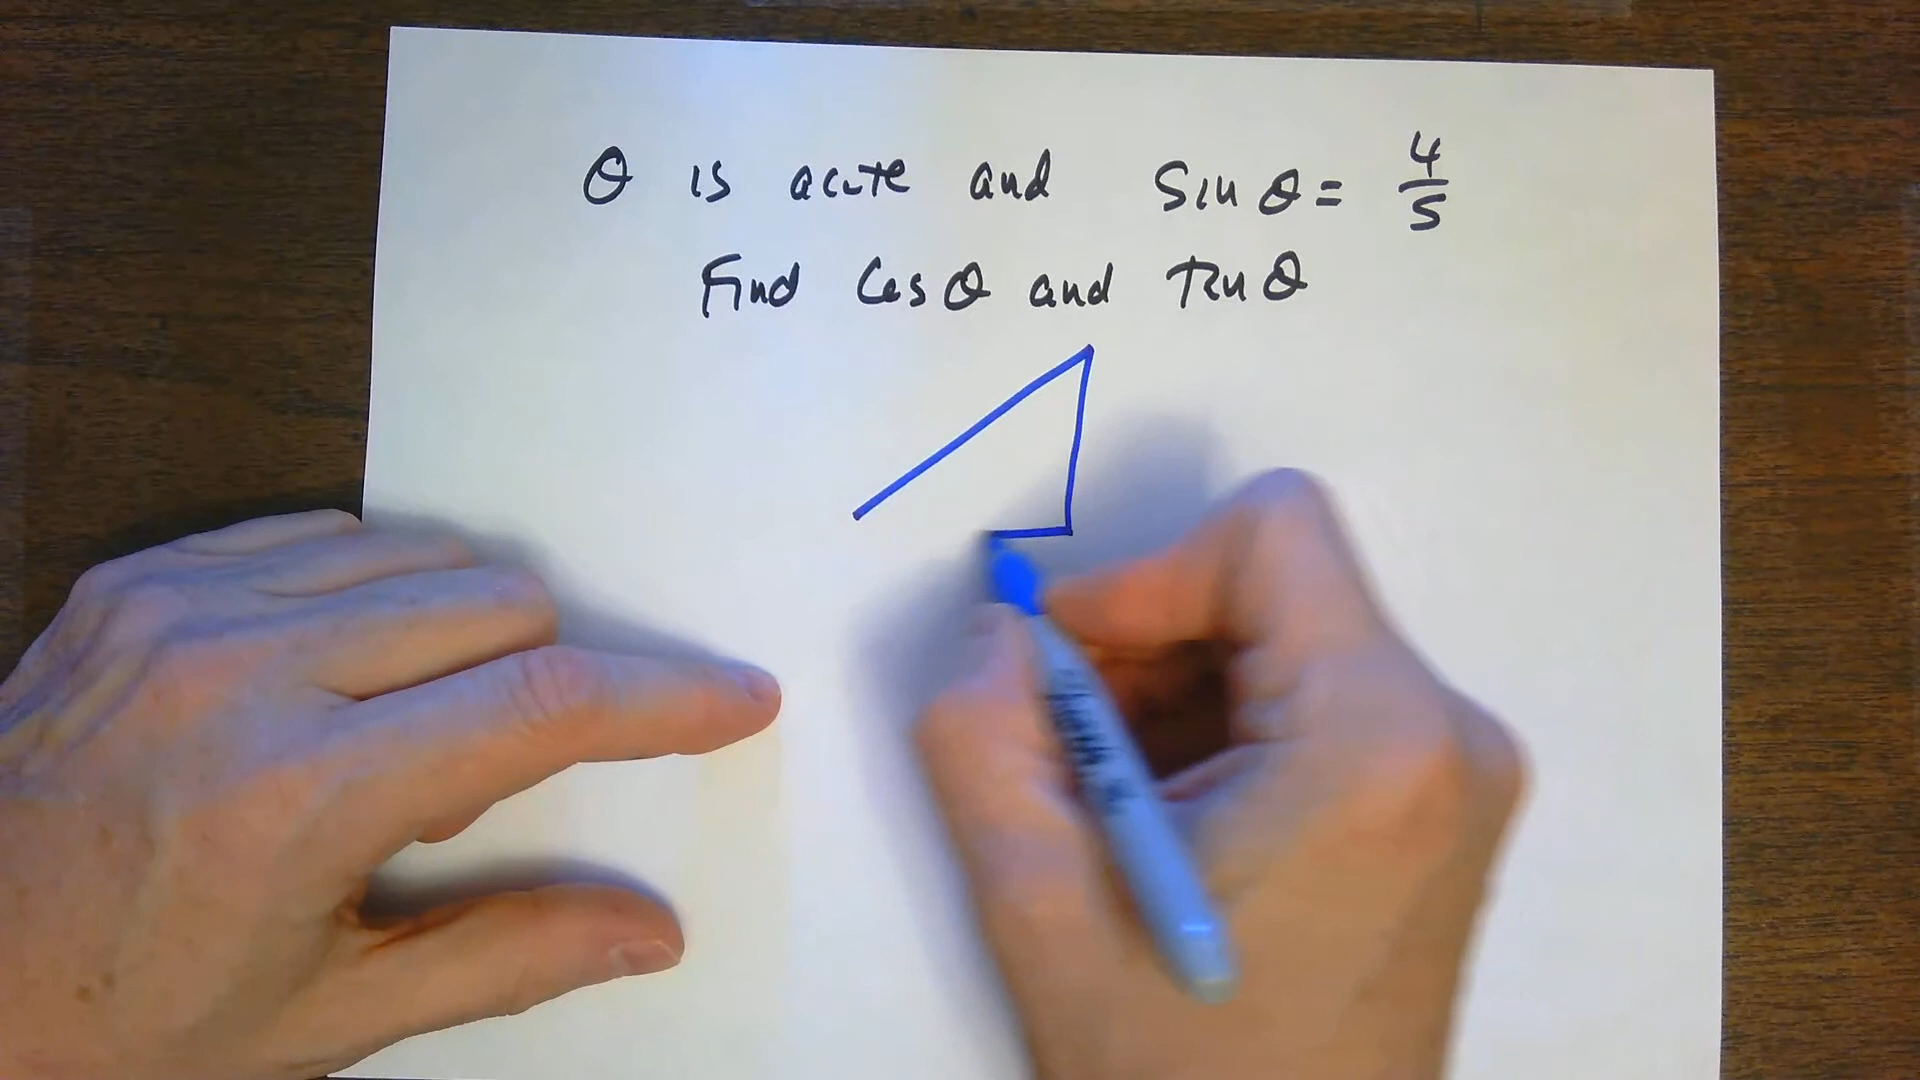 θ is acute and Sin θ = 4/5
Find Cos θ and Tan θ